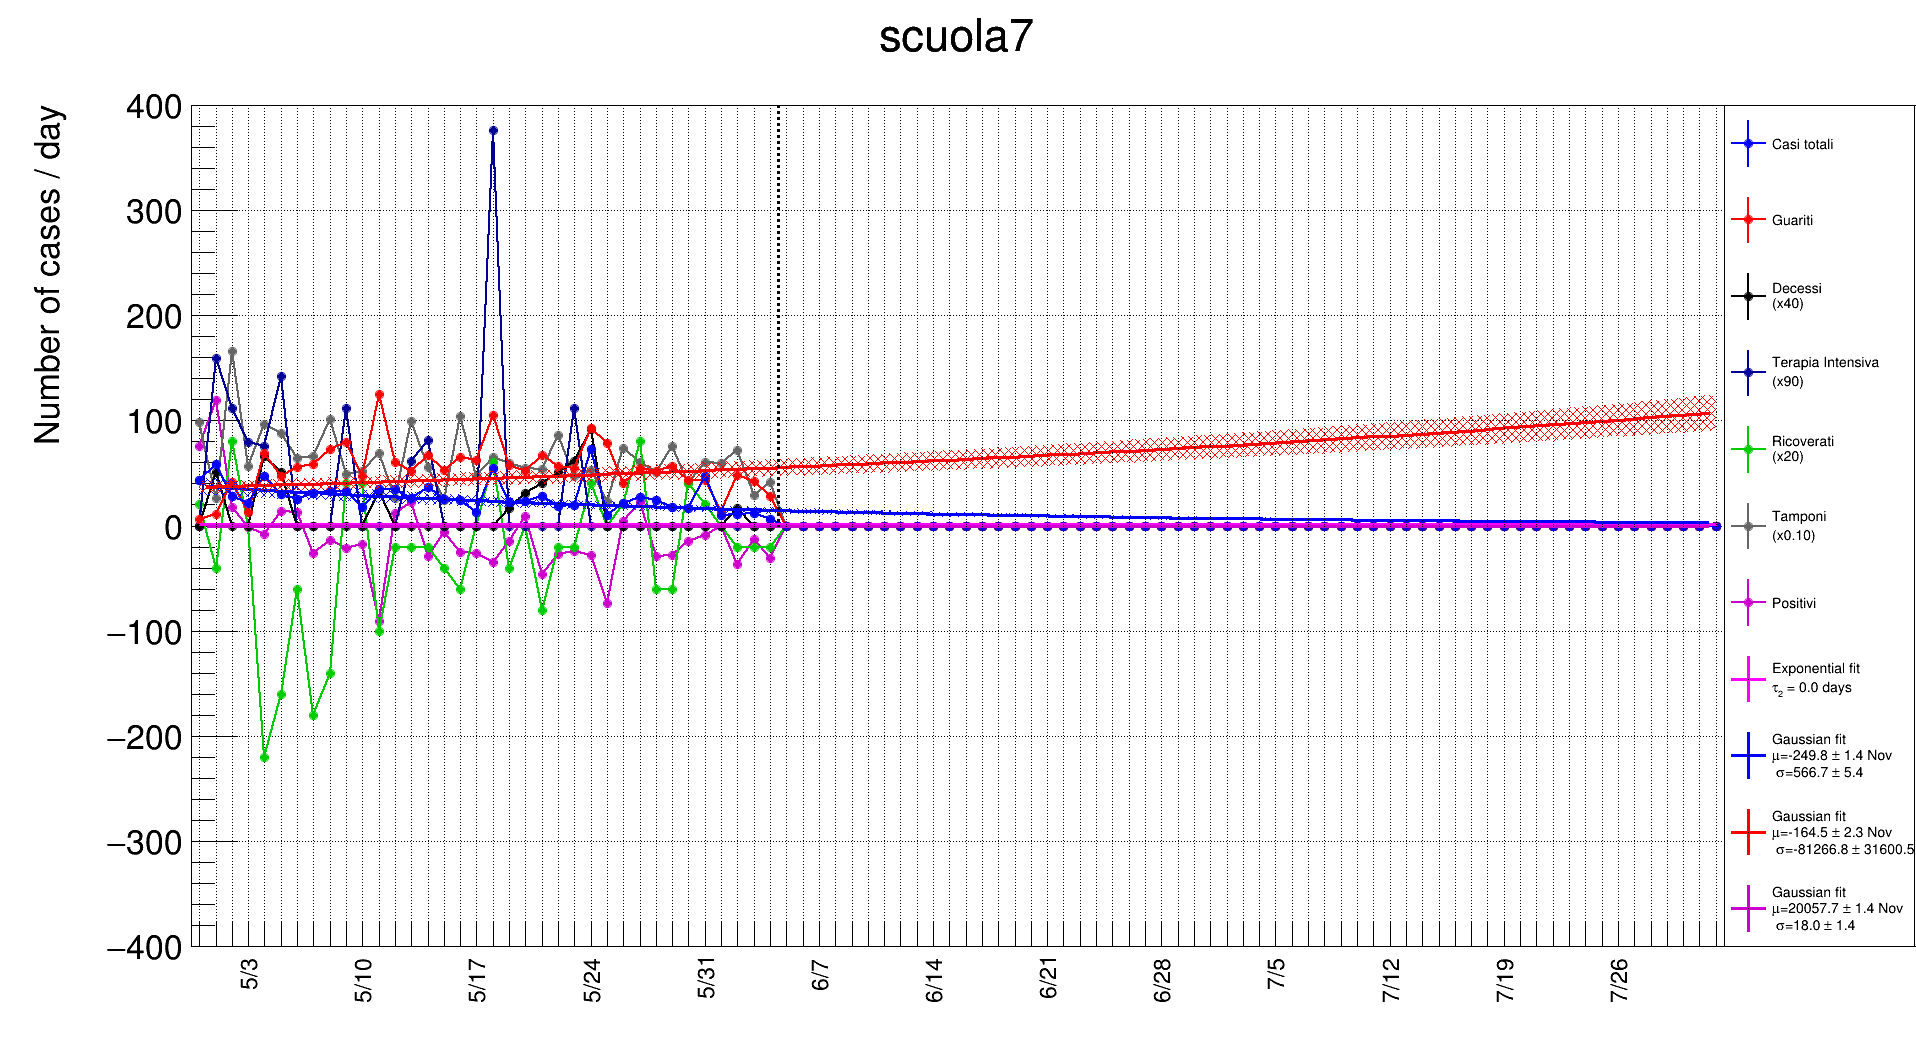 scuola7
Number of cases / day
400
300
200
100
0
−100
−200
−300
−400
5/3
5/10
5/17
5/24
5/31
6/7
6/14
6/21
6/28
7/5
7/12
7/19
7/26
Casi totali
Guariti
Decessi
(x40)
Terapia Intensiva
(x90)
Ricoverati
(x20)
Tamponi
(x0.10)
Positivi
Exponential fit
τ2 = 0.0 days
Gaussian fit
μ=-249.8 ± 1.4 Nov
σ=566.7 ± 5.4
Gaussian fit
μ=-164.5 ± 2.3 Nov
σ=-81266.8 ± 31600.5
Gaussian fit
μ=20057.7 ± 1.4 Nov
σ=18.0 ± 1.4